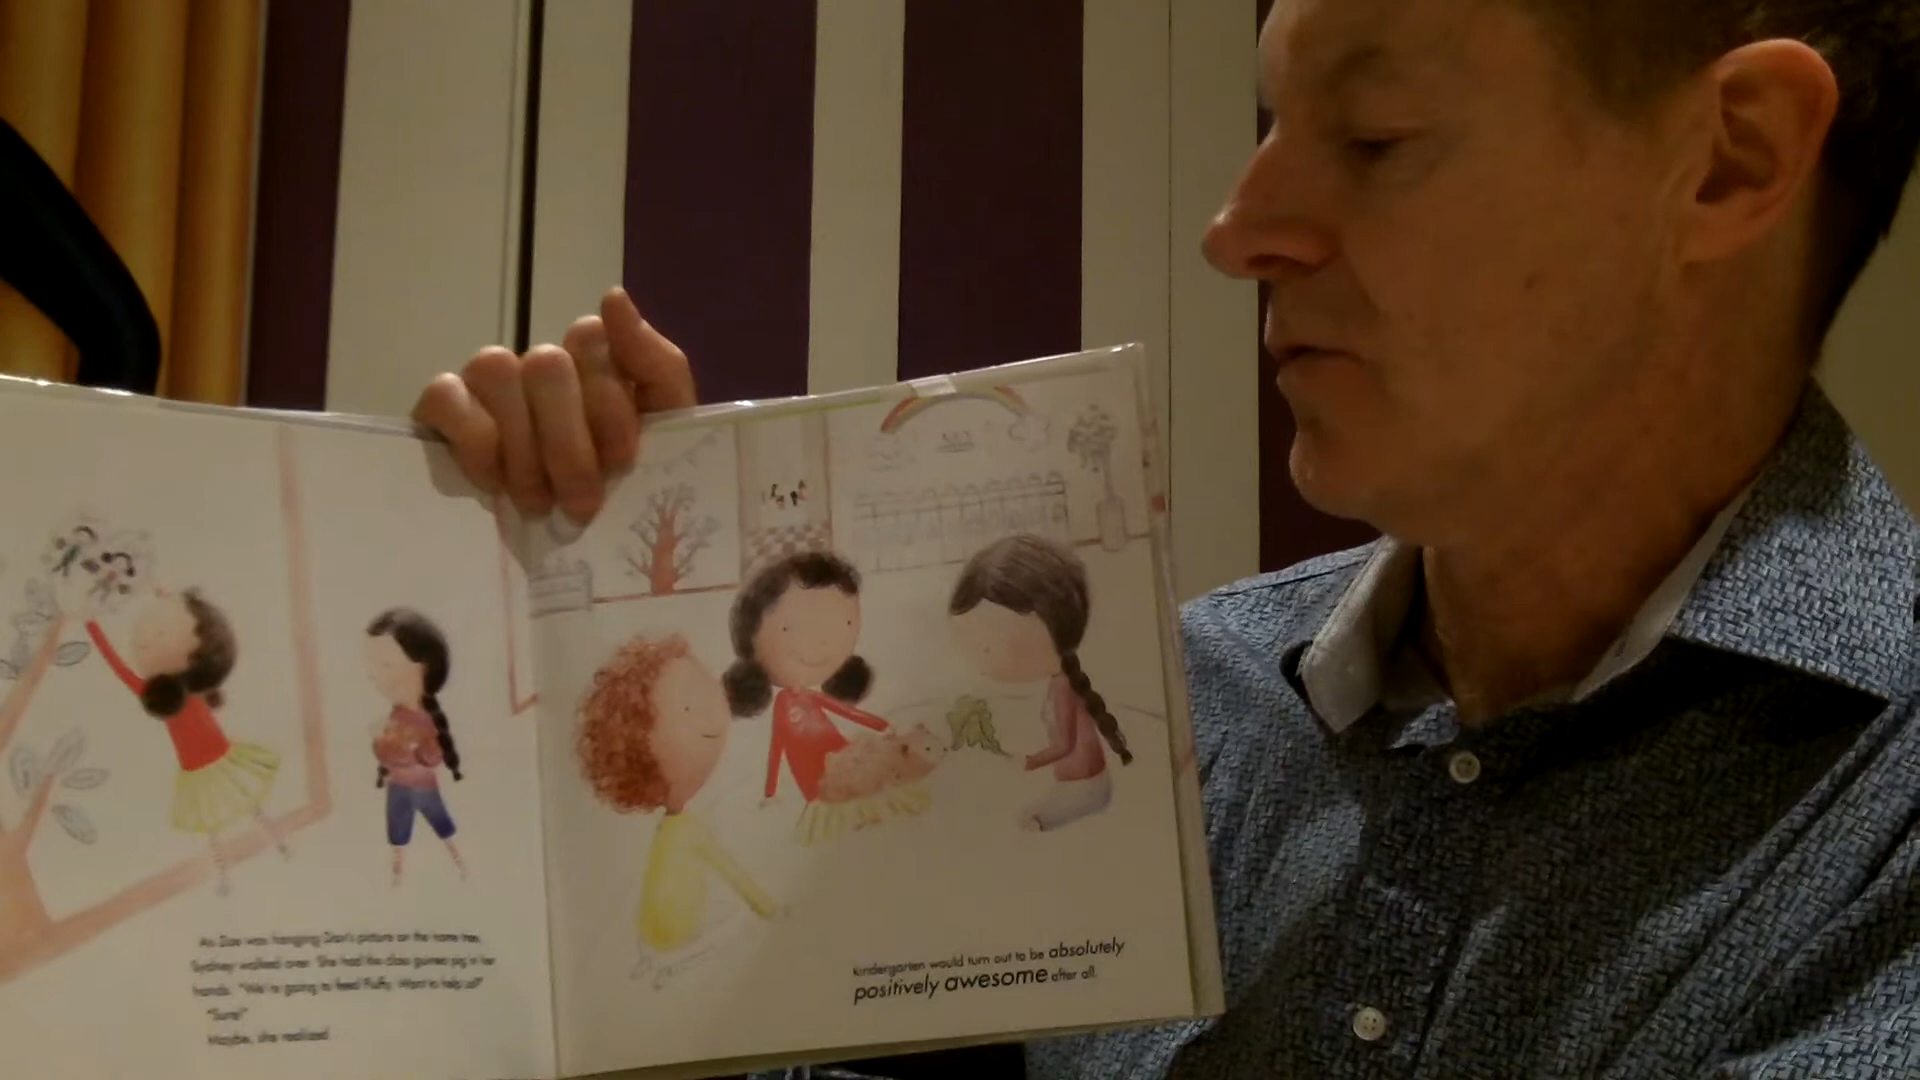 As Zoe was hanging Zoe's picture on the name tree,
Sydney walked over. She had the class guinea pig in her
hands. "We're going to feed Fluffy. Want to help us?"
"Sure!"
Maybe, she realized
kindergarten would turn out to be absolutely
positively awesome after all.